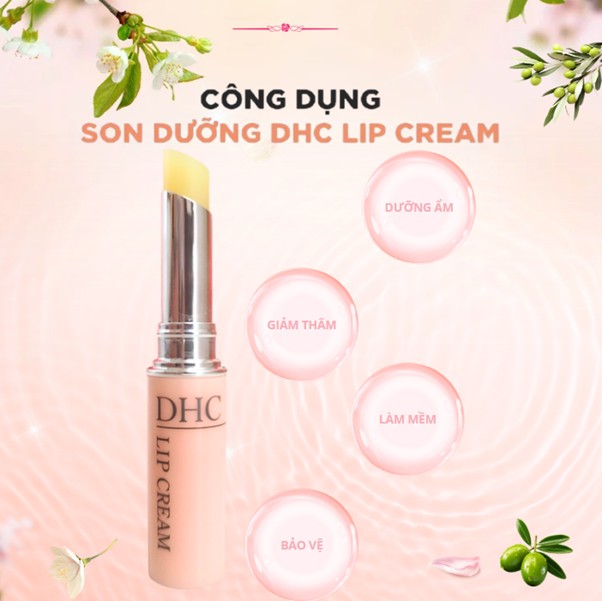 CÔNG DỤNG
SON DƯỠNG DHC LIP CREAM
DƯỠNG ẨM
GIẢM THÂM
LÀM MỀM
BẢO VỆ
DHC
LIP CREAM